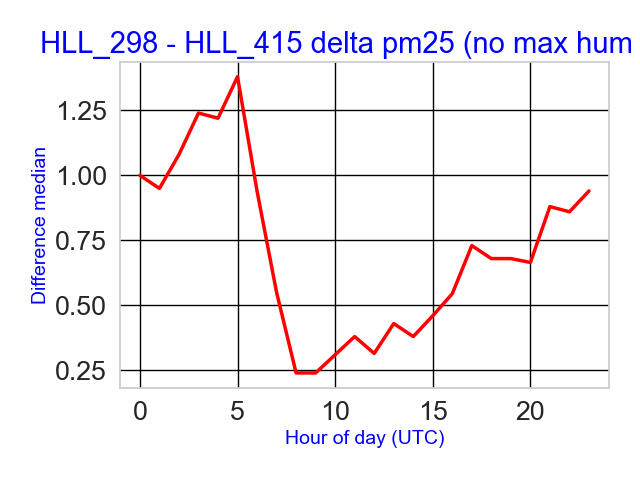 HLL_298 - HLL_415 delta pm25 (no max hum
1.25
1.00
0.75
0.50
0.25
Difference median
0 5 10 15 20
Hour of day (UTC)